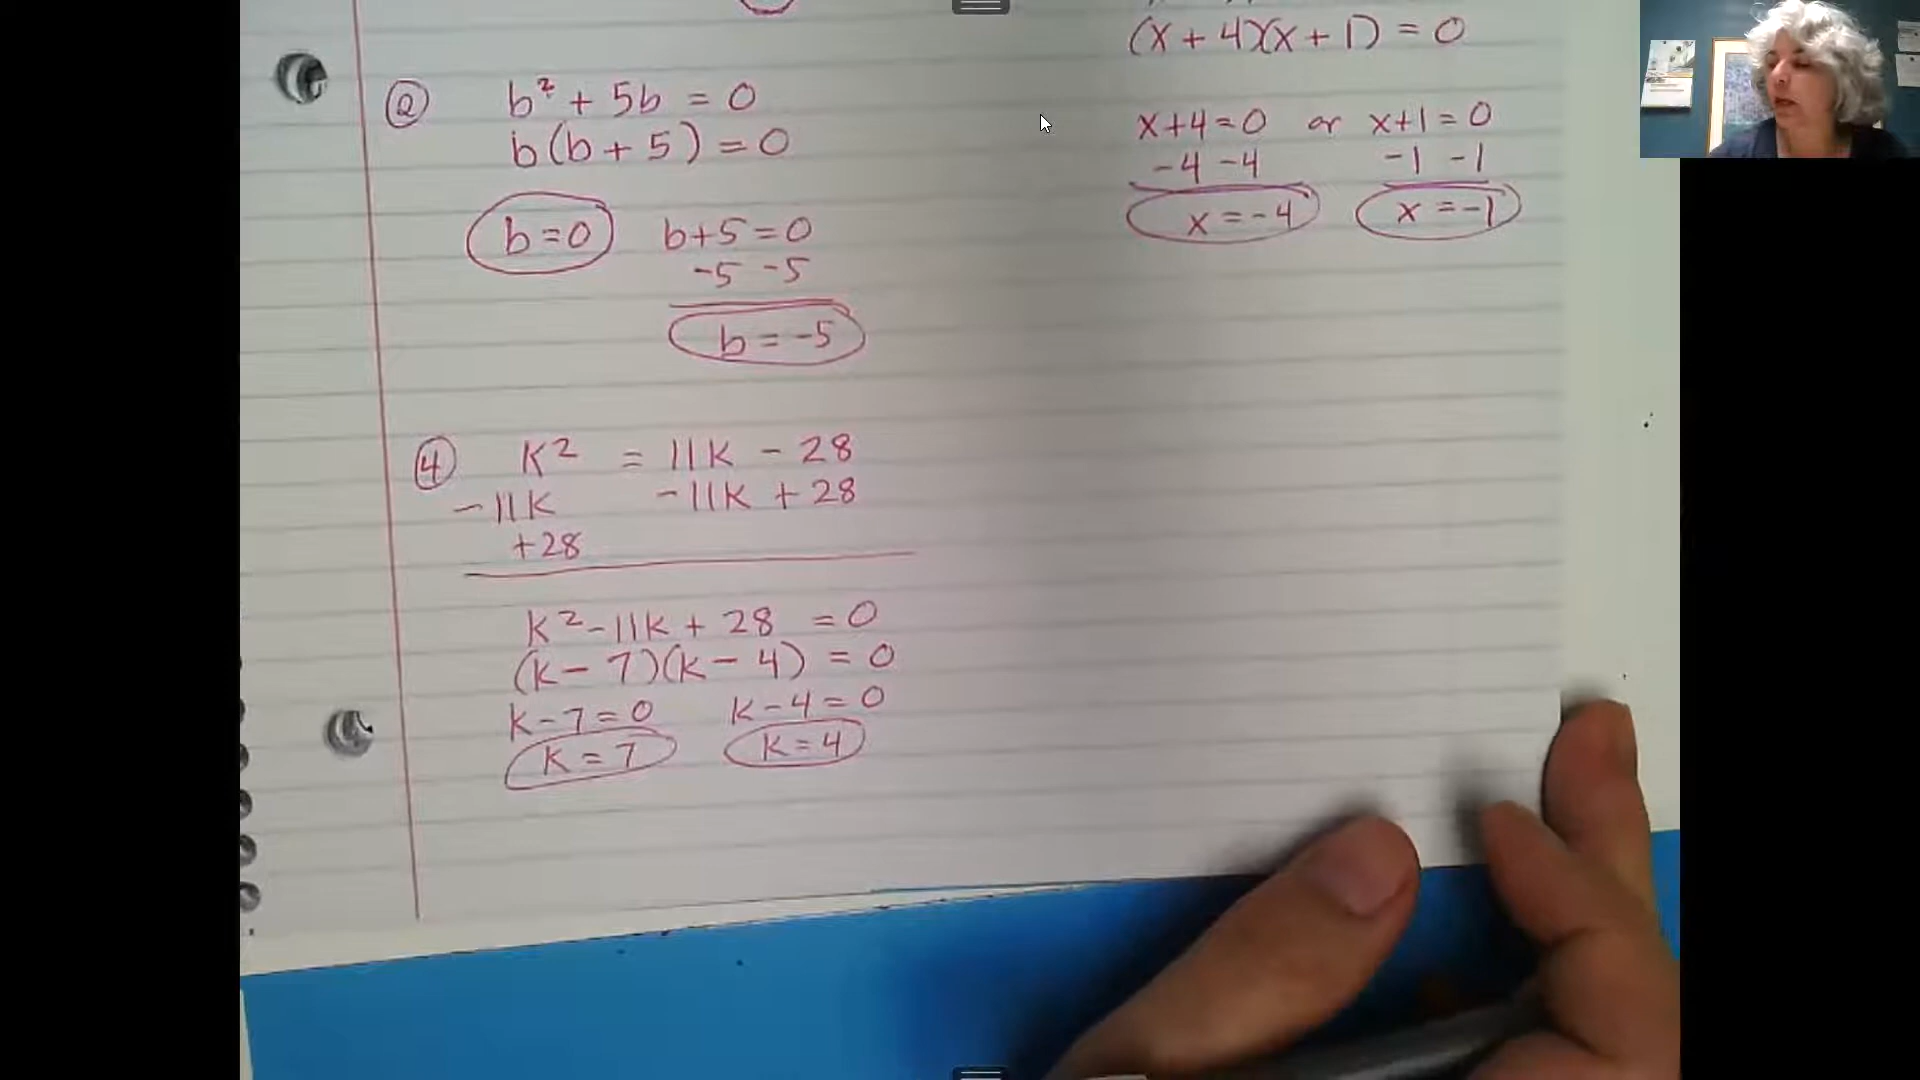 ② b² + 5b = 0
b(b + 5) = 0
b = 0 b+5 = 0
-5 -5
b = -5
④ K² = 11K - 28
-11K -11K + 28
+28
K² - 11K + 28 = 0
(K - 7)(K - 4) = 0
K - 7 = 0 K - 4 = 0
K = 7 K = 4
(x + 4)(x + 1) = 0
x+4=0 or x+1=0
-4 -4 -1 -1
x = -4 x = -1